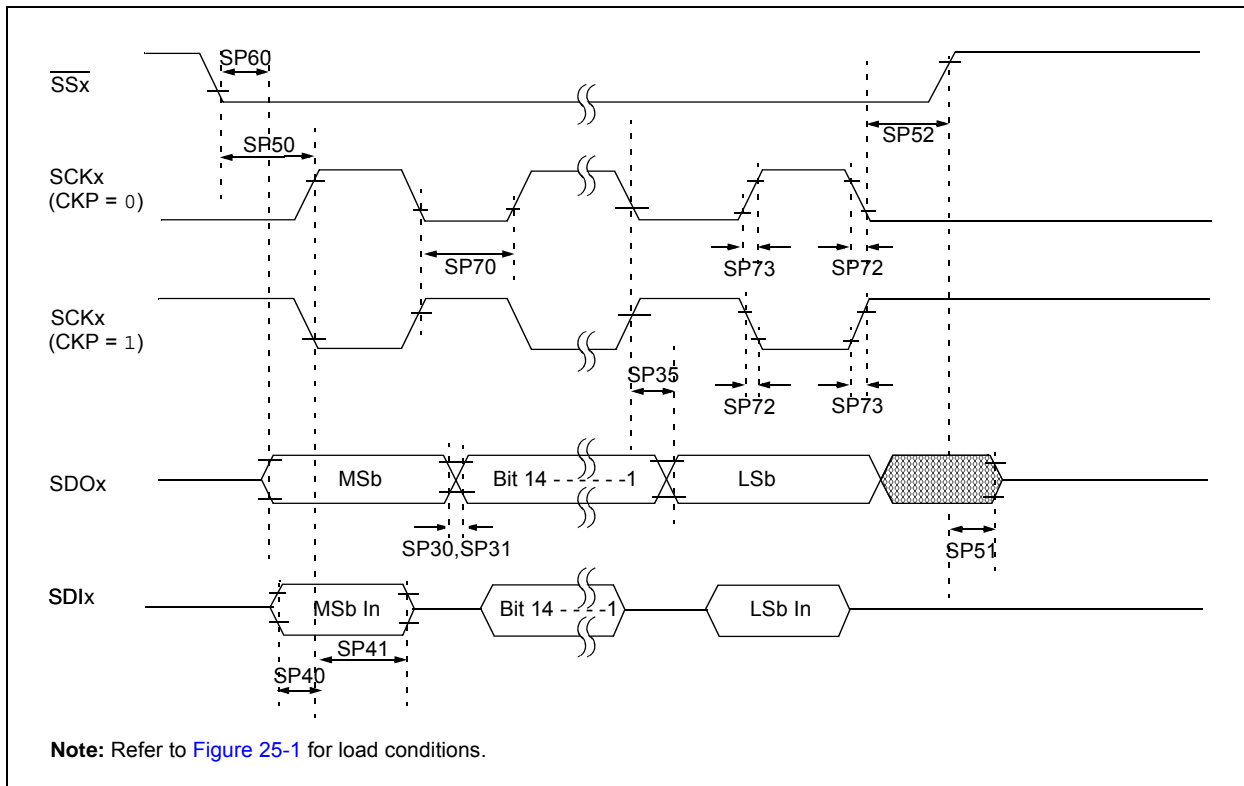 SP60
SSx
SP50
SP52
SCKx
(CKP = 0)
SP70
SP73
SP72
SCKx
(CKP = 1)
SP35
SP72
SP73
SDOx
MSb
Bit 14 - - - - - -1
LSb
SP30,SP31
SP51
SDIx
MSb In
Bit 14 - - - -1
LSb In
SP41
SP40
Note: Refer to Figure 25-1 for load conditions.